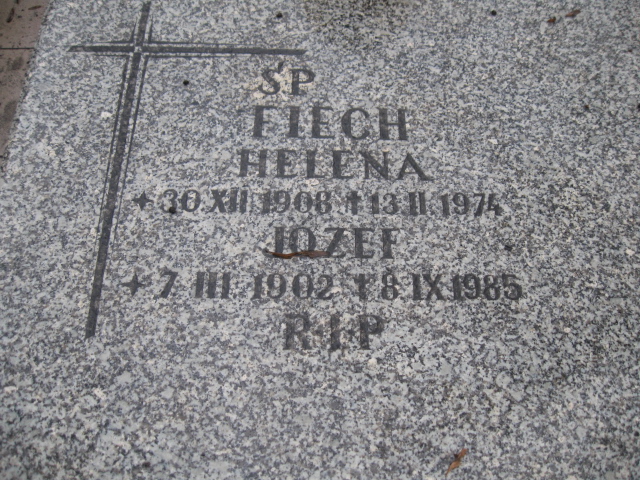 ŚP
FIECH
HELENA
+ 30 XII 1906 † 13 II 1974
JÓZEF
+ 7 III 1902 † 8 IX 1985
R.I.P